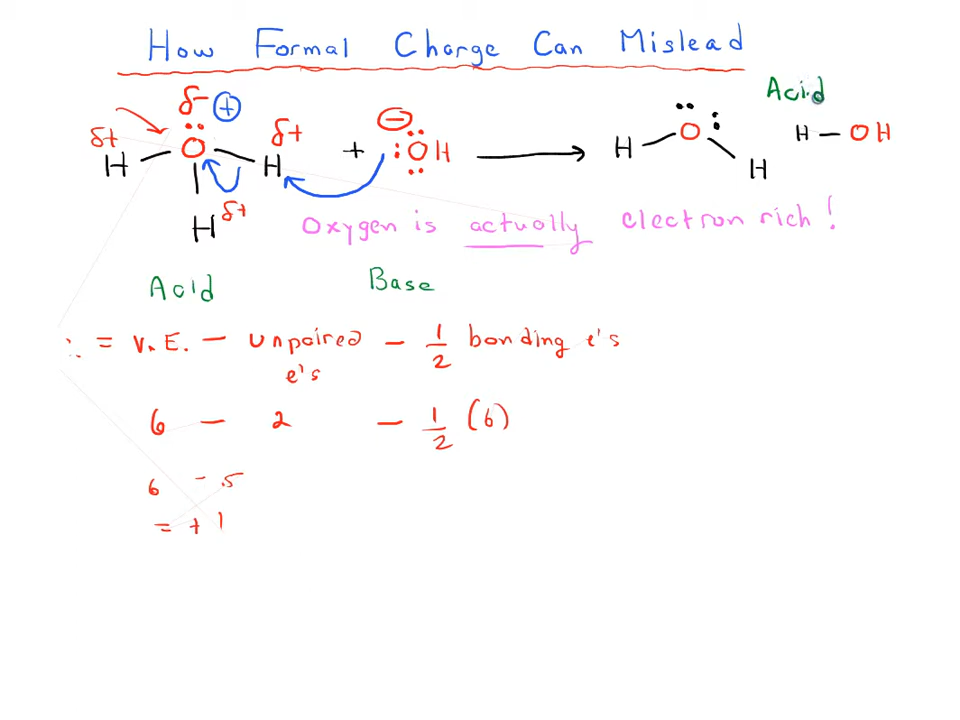 How Formal Charge Can Mislead
Acid
δ- +
δ+ O δ+ − :OH O H — OH
H H + H H
H δ+
Oxygen is actually electron rich!
Acid Base
= V.E. − unpaired − 1/2 bonding e's
e's
6 − 2 − 1/2 (6)
6 − 5
= +1